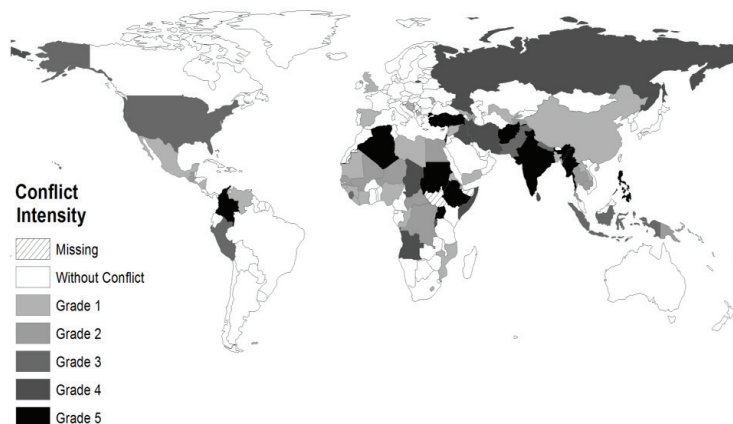 Conflict
Intensity
Missing
Without Conflict
Grade 1
Grade 2
Grade 3
Grade 4
Grade 5